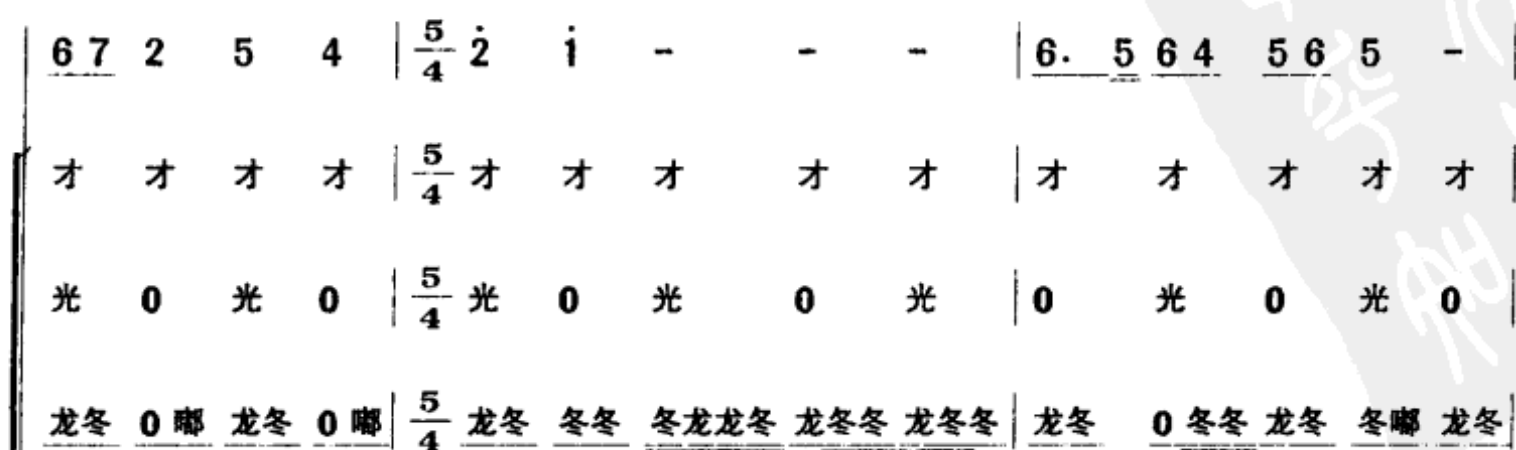 6 7 2 5 4 | 5/4 2̇ 1̇ - - - | 6. 5 6 4 5 6 5 - |
才 才 才 才 | 5/4 才 才 才 才 才 | 才 才 才 才 才 |
光 0 光 0 | 5/4 光 0 光 0 光 | 0 光 0 光 0 |
龙冬 0 嘟 龙冬 0 嘟 | 5/4 龙冬 冬冬 冬龙龙冬 龙冬冬 龙冬冬 | 龙冬 0 冬冬 龙冬 冬嘟 龙冬 |